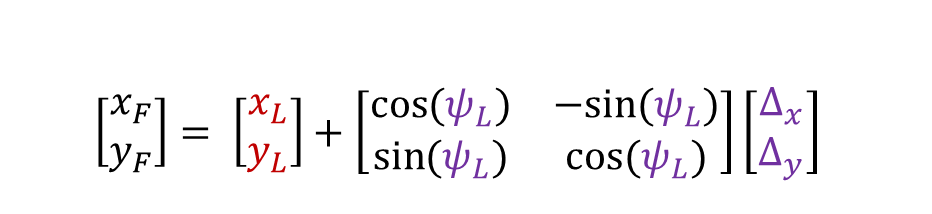 [x_F y_F] = [x_L y_L] + [cos(ψ_L) −sin(ψ_L) sin(ψ_L) cos(ψ_L)] [Δ_x Δ_y]